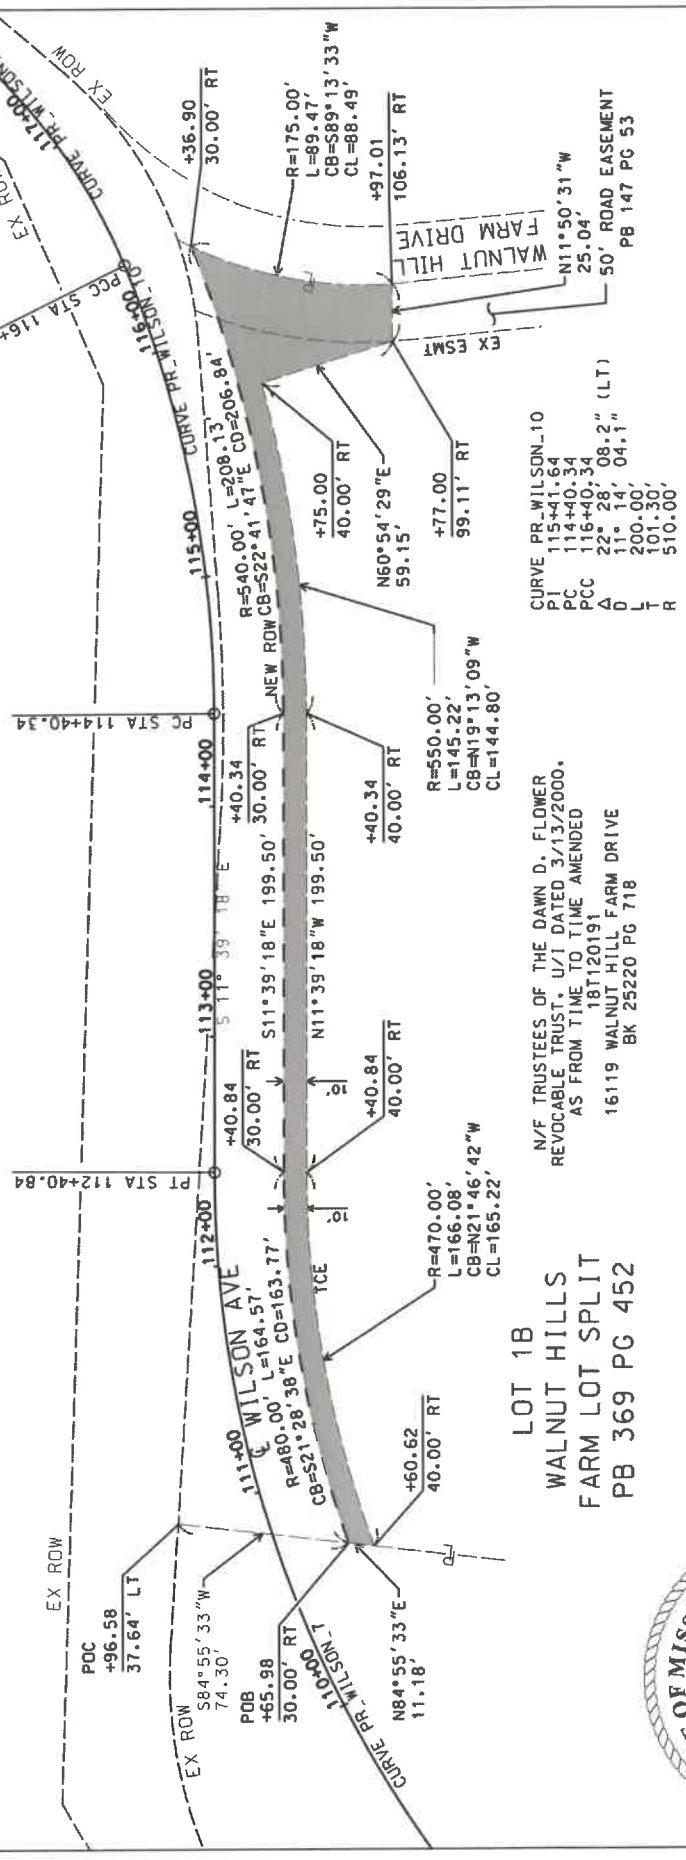 EX ROW
POC
+96.58
37.64' LT
S84°55'33"W
74.30'
POB
+65.98
30.00' RT
EX ROW
110+00
CURVE PR_WILSON_7
N84°55'33"E
11.18'
+60.62
40.00' RT
111+00
℄ WILSON AVE
R=480.00' L=164.57'
CB=S21°28'38"E CD=163.77'
TCE
10'
112+00
PT STA 112+40.84
+40.84
30.00' RT
10'
+40.84
40.00' RT
R=470.00'
L=166.08'
CB=N21°46'42"W
CL=165.22'
113+00
S 11° 39' 18" E
S11°39'18"E 199.50'
N11°39'18"W 199.50'
114+00
PC STA 114+40.34
+40.34
30.00' RT
NEW ROW
+40.34
40.00' RT
R=550.00'
L=145.22'
CB=N19°13'09"W
CL=144.80'
115+00
R=540.00' L=208.13'
CB=S22°41'47"E CD=206.84'
CURVE PR_WILSON_10
116+00
PCC STA 116+
EX ROW
117+00
CURVE PR_WILSON
EX ROW
+36.90
30.00' RT
R=175.00'
L=89.47'
CB=S89°13'33"W
CL=88.49'
+97.01
106.13' RT
WALNUT HILL
FARM DRIVE
N11°50'31"W
25.04'
50' ROAD EASEMENT
PB 147 PG 53
EX ESMT
+75.00
40.00' RT
N60°54'29"E
59.15'
+77.00
99.11' RT
CURVE PR_WILSON_10
PI 115+41.64
PC 114+40.34
PCC 116+40.34
Δ 22° 28' 08.2" (LT)
D 11° 14' 04.1"
L 200.00'
T 101.30'
R 510.00'
N/F TRUSTEES OF THE DAWN D. FLOWER
REVOCABLE TRUST, U/I DATED 3/13/2000,
AS FROM TIME TO TIME AMENDED
18T120191
16119 WALNUT HILL FARM DRIVE
BK 25220 PG 718
LOT 1B
WALNUT HILLS
FARM LOT SPLIT
PB 369 PG 452
OF MISS